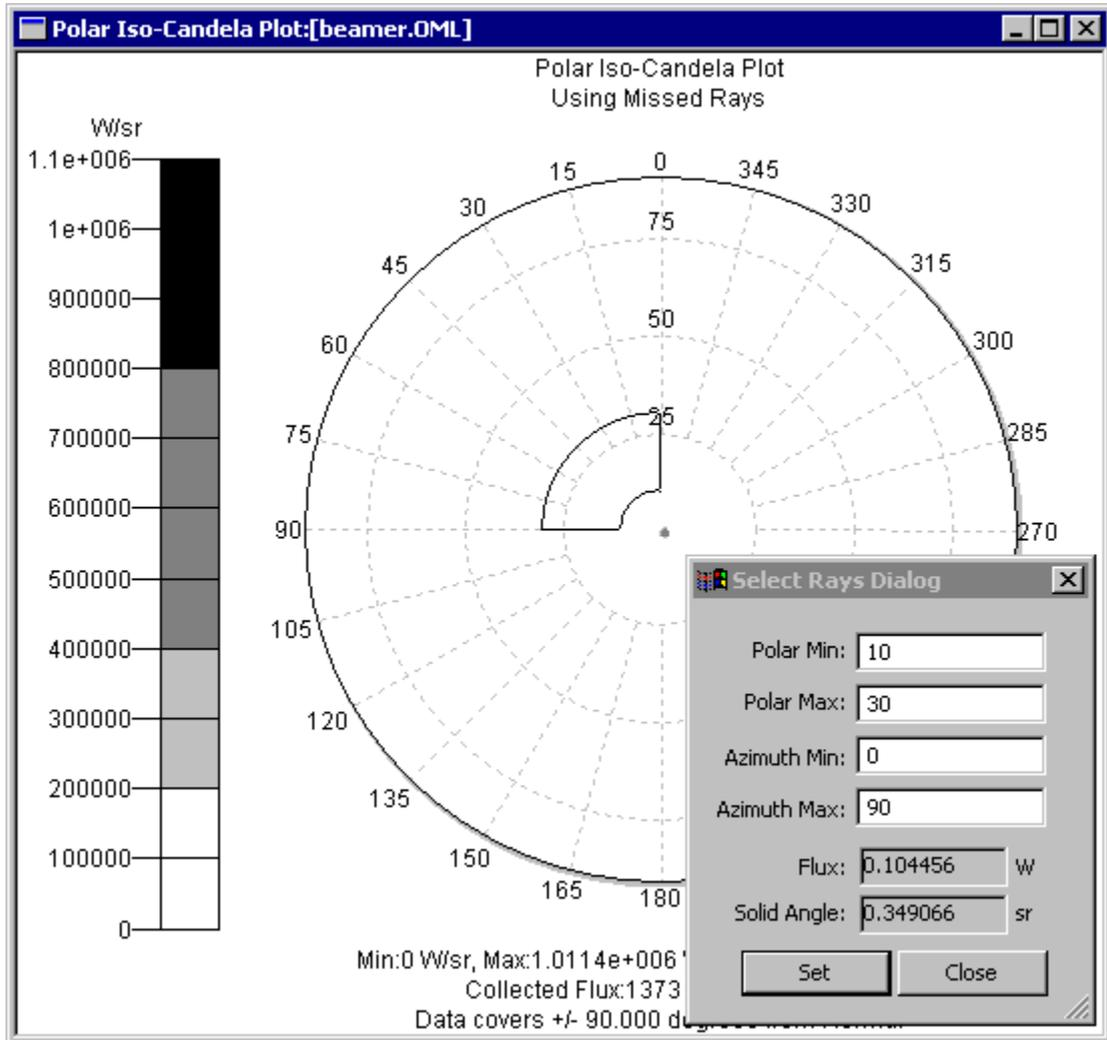 Polar Iso-Candela Plot:[beamer.OML]
Polar Iso-Candela Plot
Using Missed Rays
W/sr
1.1e+006
1e+006
900000
800000
700000
600000
500000
400000
300000
200000
100000
0
0
15
30
45
60
75
90
105
120
135
150
165
180
345
330
315
300
285
270
75
50
25
Select Rays Dialog
Polar Min: 10
Polar Max: 30
Azimuth Min: 0
Azimuth Max: 90
Flux: 0.104456 W
Solid Angle: 0.349066 sr
Set Close
Min:0 W/sr, Max:1.0114e+006
Collected Flux:1373
Data covers +/- 90.000